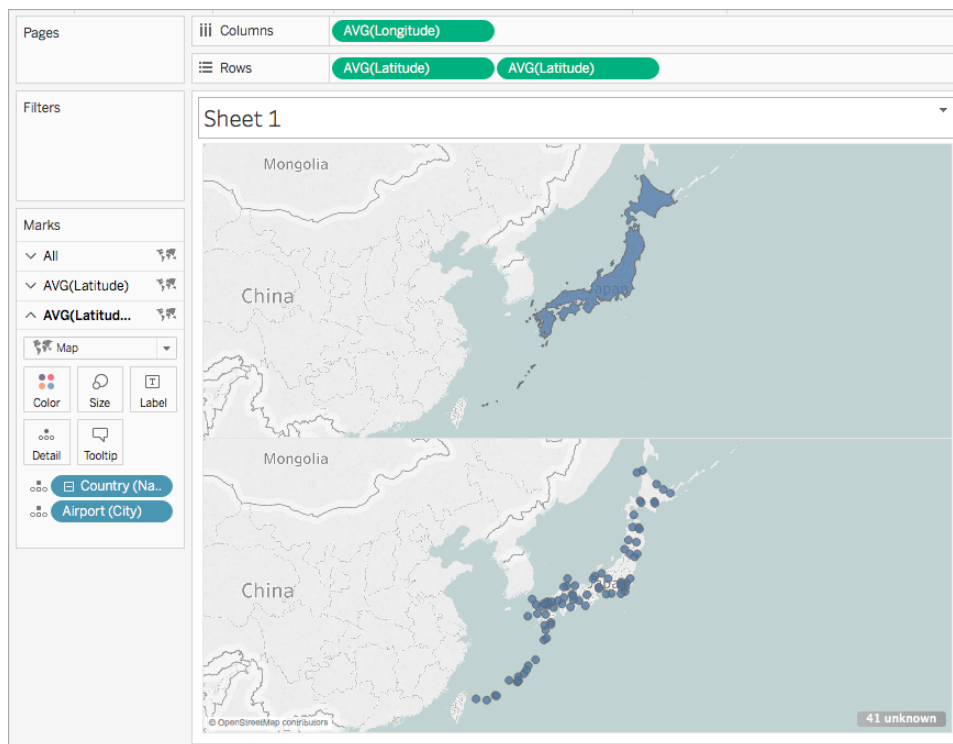 Pages
Columns
AVG(Longitude)
Rows
AVG(Latitude)
AVG(Latitude)
Filters
Sheet 1
Marks
All
AVG(Latitude)
AVG(Latitud...
Map
Color
Size
T
Label
Detail
Tooltip
Country (Na..
Airport (City)
Mongolia
China
Japan
Mongolia
China
Japa
© OpenStreetMap contributors
41 unknown